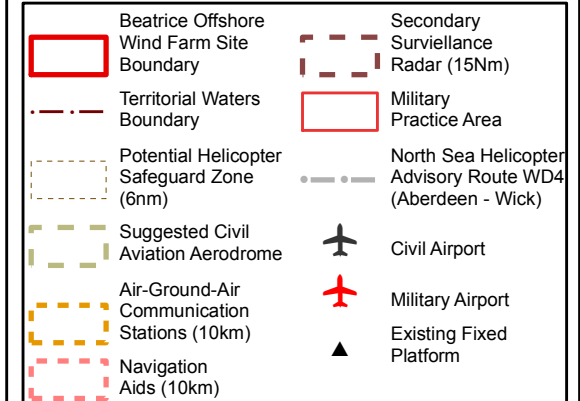 Beatrice Offshore
Wind Farm Site
Boundary
Territorial Waters
Boundary
Potential Helicopter
Safeguard Zone
(6nm)
Suggested Civil
Aviation Aerodrome
Air-Ground-Air
Communication
Stations (10km)
Navigation
Aids (10km)
Secondary
Surviellance
Radar (15Nm)
Military
Practice Area
North Sea Helicopter
Advisory Route WD4
(Aberdeen - Wick)
Civil Airport
Military Airport
Existing Fixed
Platform